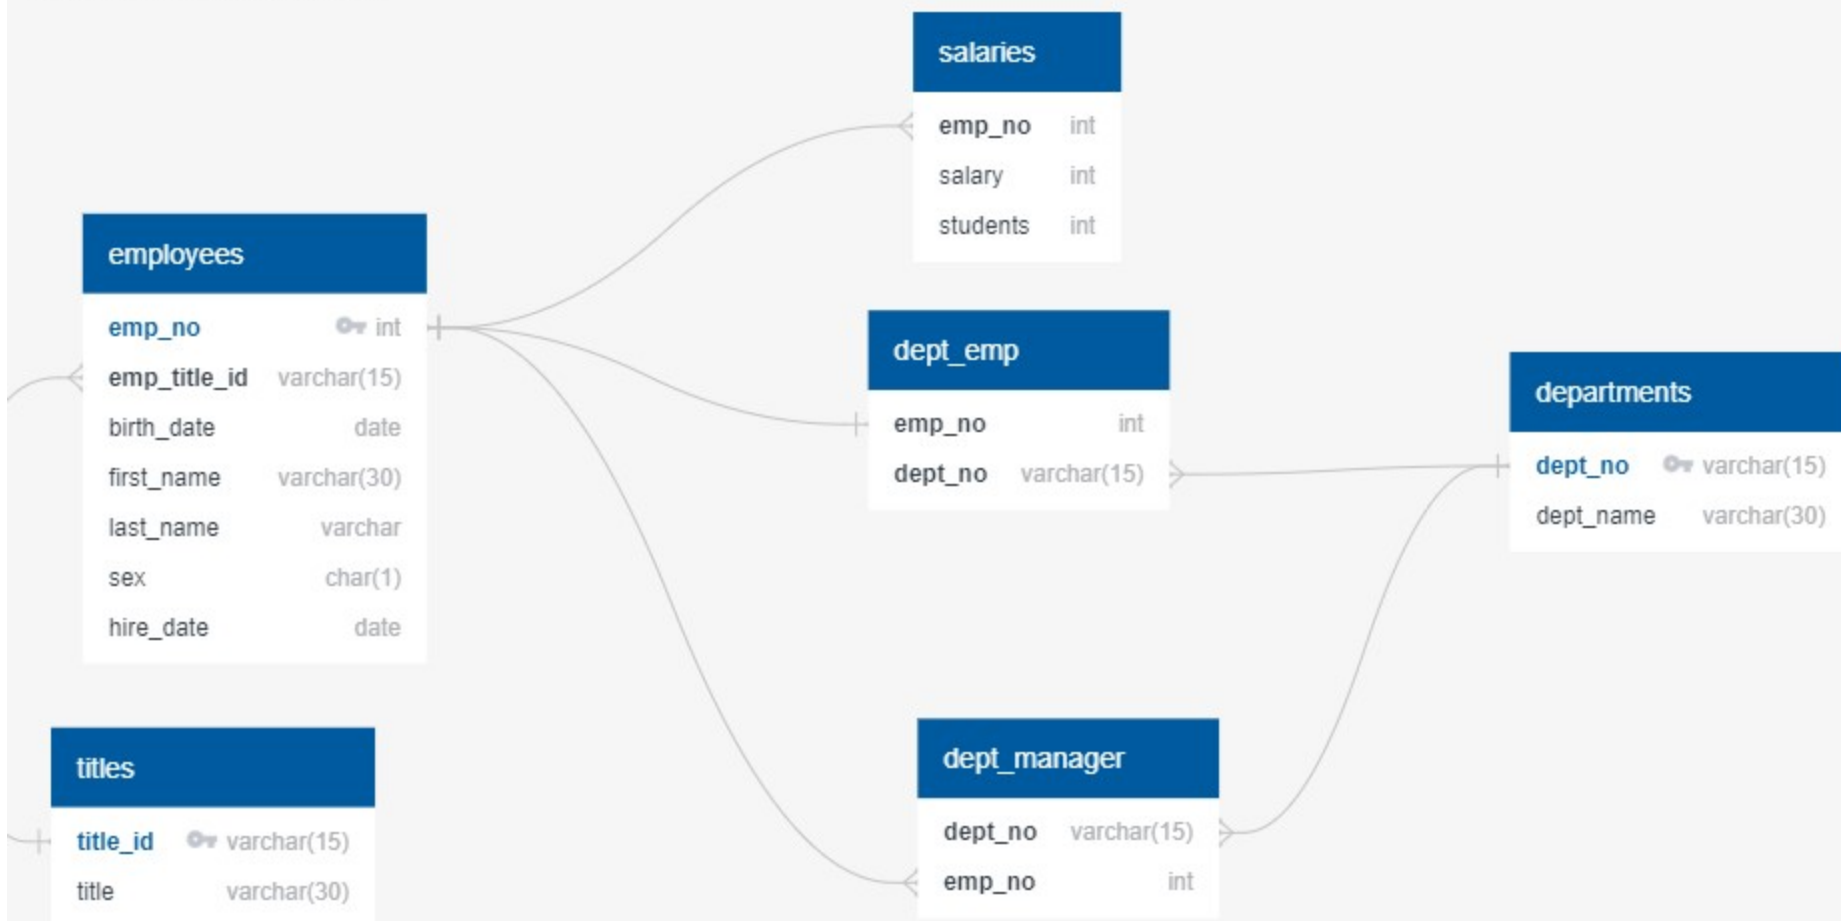 salaries
emp_no int
salary int
students int
employees
emp_no int
emp_title_id varchar(15)
birth_date date
first_name varchar(30)
last_name varchar
sex char(1)
hire_date date
dept_emp
emp_no int
dept_no varchar(15)
departments
dept_no varchar(15)
dept_name varchar(30)
titles
title_id varchar(15)
title varchar(30)
dept_manager
dept_no varchar(15)
emp_no int